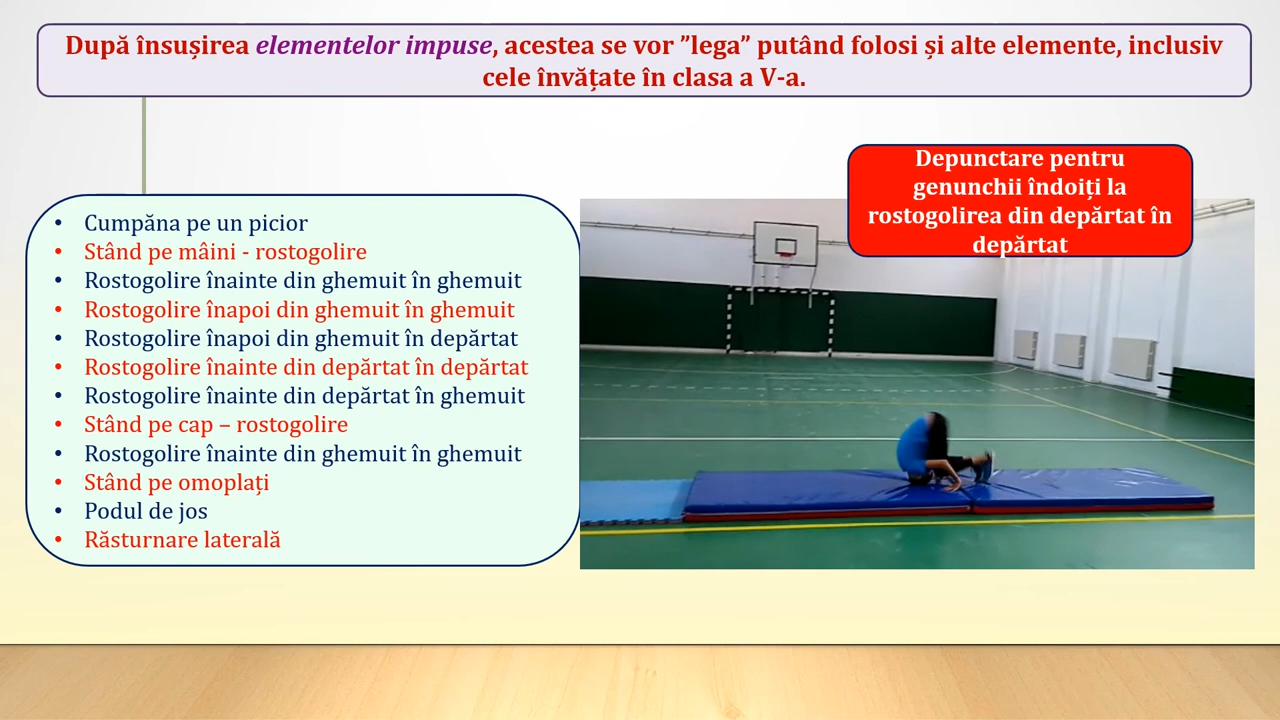 După însușirea elementelor impuse, acestea se vor ”lega” putând folosi și alte elemente, inclusiv
cele învățate în clasa a V-a.
Depunctare pentru
genunchii îndoiți la
rostogolirea din depărtat în
depărtat
• Cumpăna pe un picior
• Stând pe mâini - rostogolire
• Rostogolire înainte din ghemuit în ghemuit
• Rostogolire înapoi din ghemuit în ghemuit
• Rostogolire înapoi din ghemuit în depărtat
• Rostogolire înainte din depărtat în depărtat
• Rostogolire înainte din depărtat în ghemuit
• Stând pe cap – rostogolire
• Rostogolire înainte din ghemuit în ghemuit
• Stând pe omoplați
• Podul de jos
• Răsturnare laterală